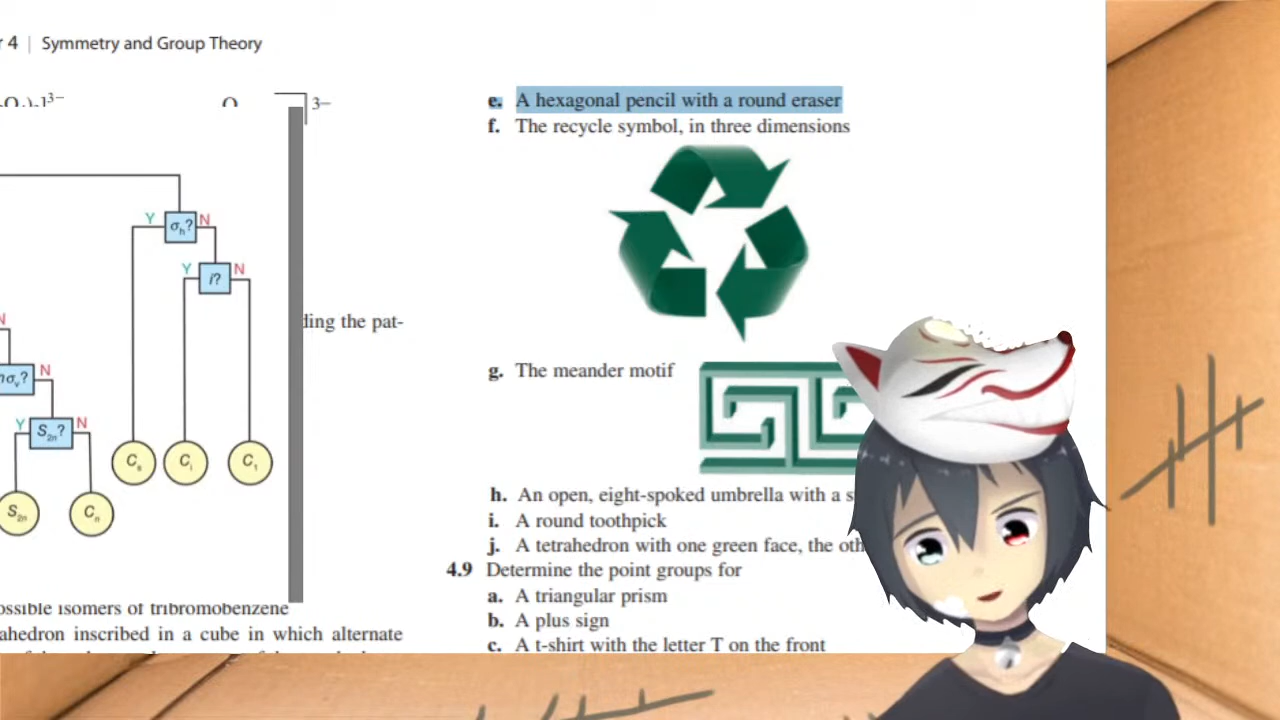 r 4 | Symmetry and Group Theory
3–
O
3–
Y
σh?
N
Y
i?
N
N
σv?
N
Y
S2n?
N
Cs
Ci
C1
S2n
Cn
ding the pat-
ossible isomers of tribromobenzene
ahedron inscribed in a cube in which alternate
e. A hexagonal pencil with a round eraser
f. The recycle symbol, in three dimensions
g. The meander motif
h. An open, eight-spoked umbrella with a s
i. A round toothpick
j. A tetrahedron with one green face, the oth
4.9 Determine the point groups for
a. A triangular prism
b. A plus sign
c. A t-shirt with the letter T on the front